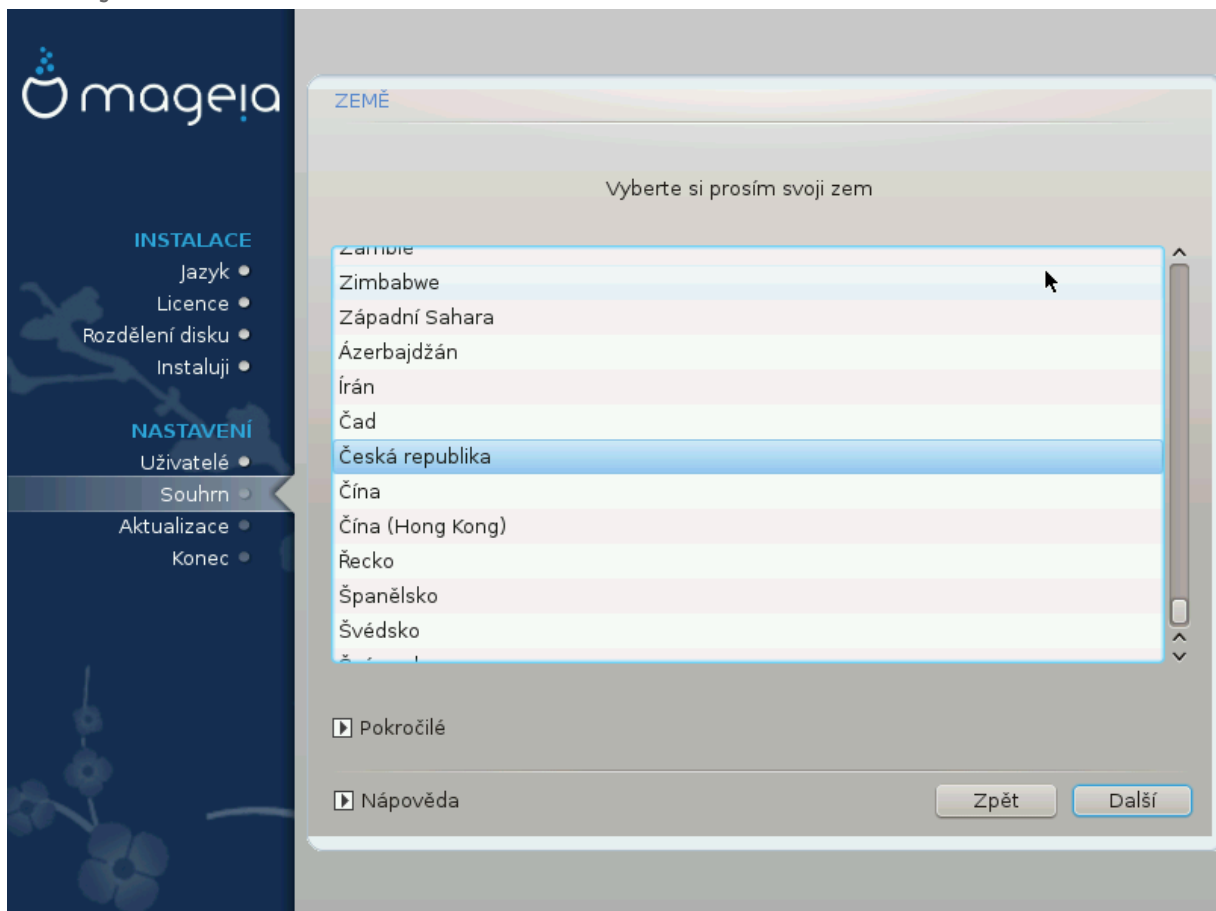 mageia
INSTALACE
Jazyk
Licence
Rozdělení disku
Instaluji
NASTAVENÍ
Uživatelé
Souhrn
Aktualizace
Konec
ZEMĚ
Vyberte si prosím svoji zem
Zambie
Zimbabwe
Západní Sahara
Ázerbajdžán
Írán
Čad
Česká republika
Čína
Čína (Hong Kong)
Řecko
Španělsko
Švédsko
Pokročilé
Nápověda
Zpět
Další